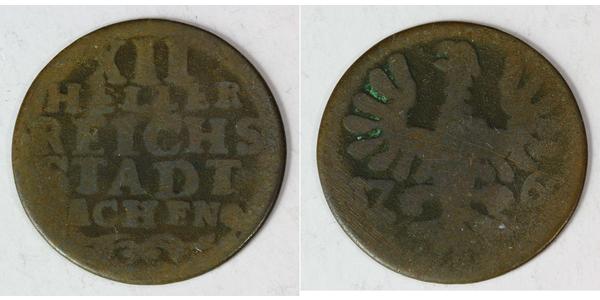 XII
HELLER
REICHS
STADT
ACHEN